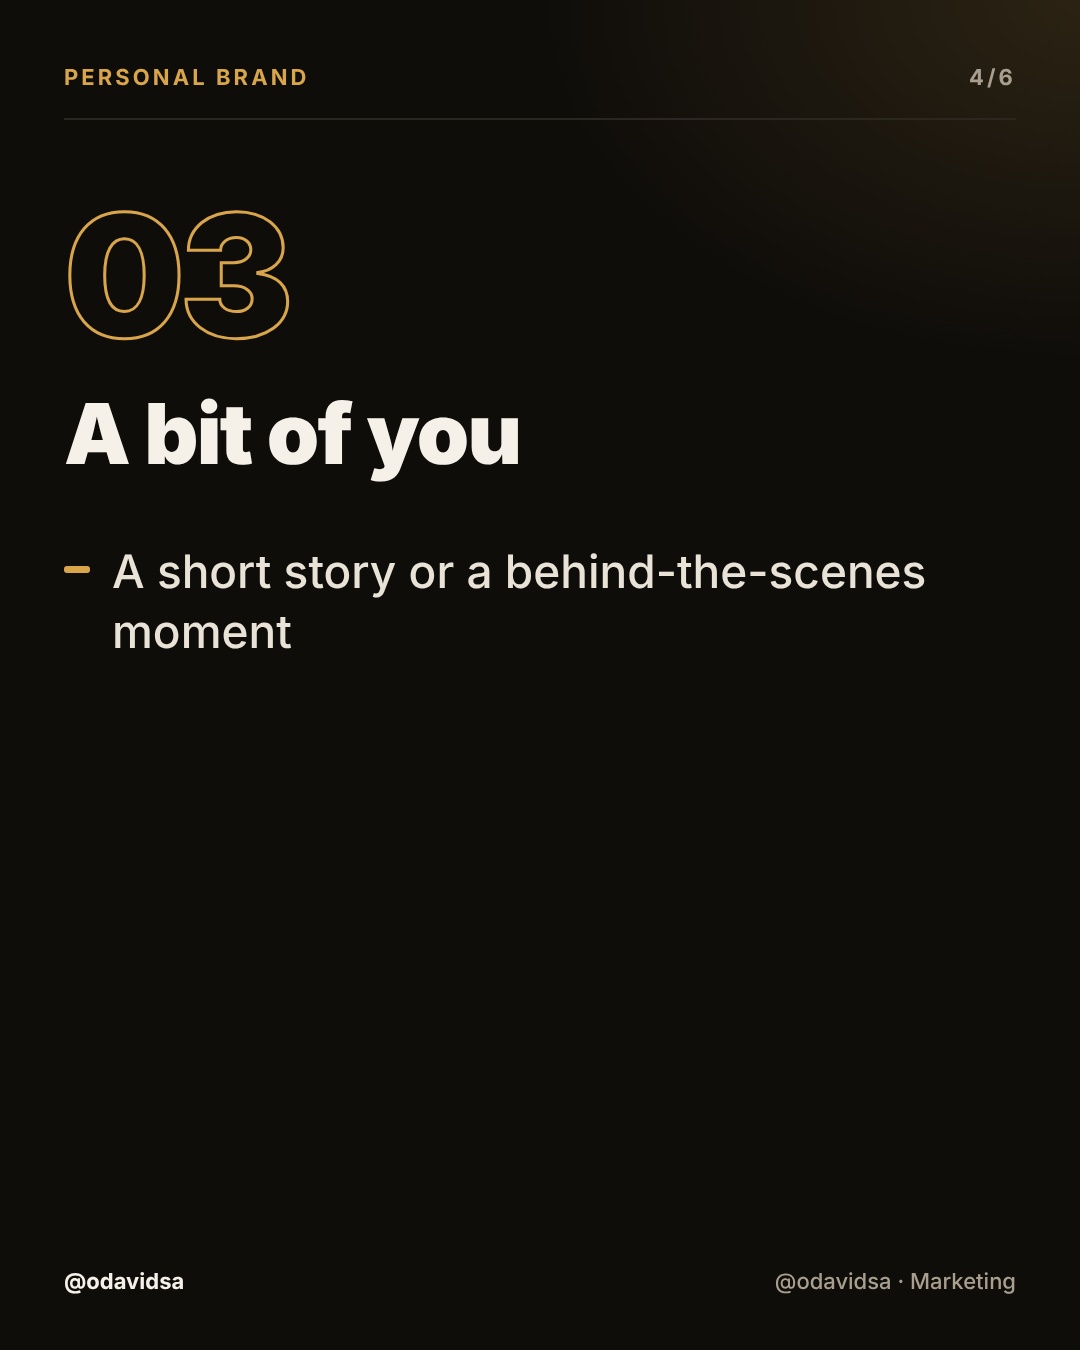 PERSONAL BRAND
4/6
03
A bit of you
A short story or a behind-the-scenes
moment
@odavidsa
@odavidsa · Marketing